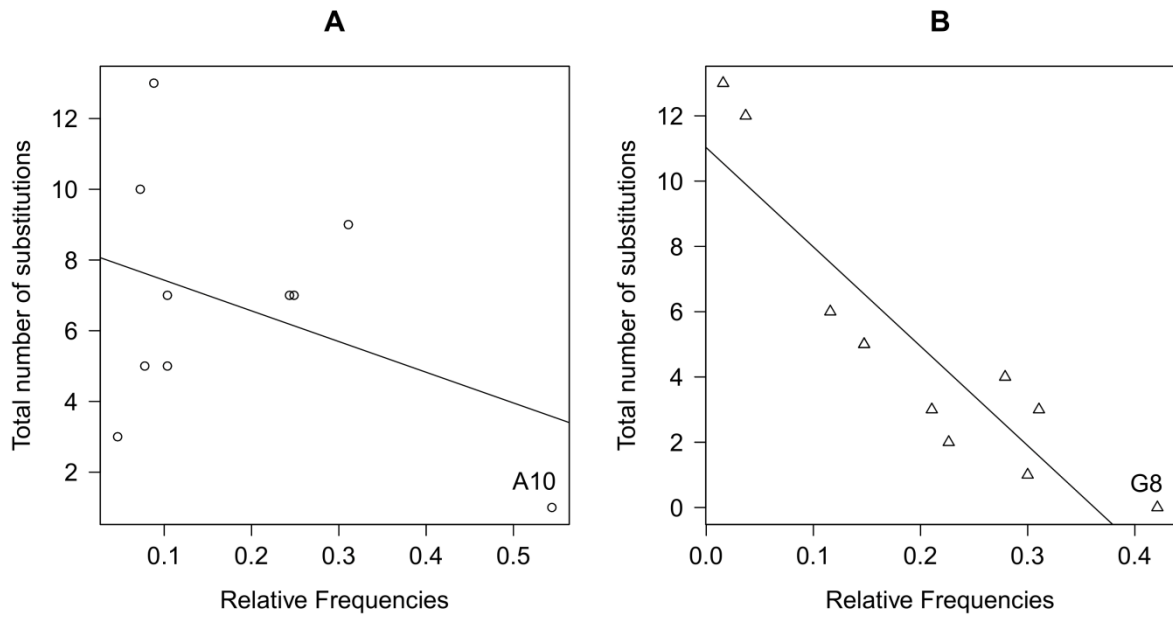 A
Total number of substitutions
12
10
8
6
4
2
A10
0.1 0.2 0.3 0.4 0.5
Relative Frequencies
B
Total number of substitutions
12
10
8
6
4
2
0
G8
0.0 0.1 0.2 0.3 0.4
Relative Frequencies